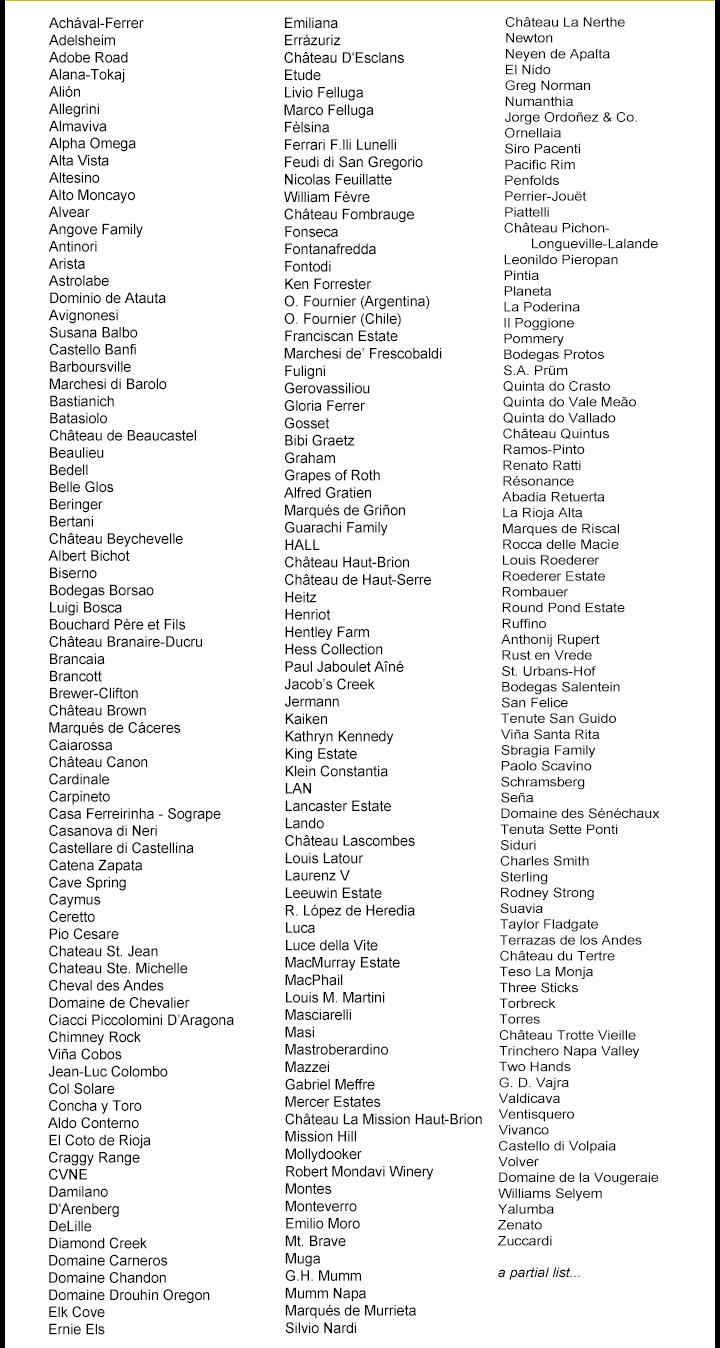 Achával-Ferrer
Adelsheim
Adobe Road
Alana-Tokaj
Alión
Allegrini
Almaviva
Alpha Omega
Alta Vista
Altesino
Alto Moncayo
Alvear
Angove Family
Antinori
Arista
Astrolabe
Dominio de Atauta
Avignonesi
Susana Balbo
Castello Banfi
Barboursville
Marchesi di Barolo
Bastianich
Batasiolo
Château de Beaucastel
Beaulieu
Bedell
Belle Glos
Beringer
Bertani
Château Beychevelle
Albert Bichot
Biserno
Bodegas Borsao
Luigi Bosca
Bouchard Père et Fils
Château Branaire-Ducru
Brancaia
Brancott
Brewer-Clifton
Château Brown
Marqués de Cáceres
Caiarossa
Château Canon
Cardinale
Carpineto
Casa Ferreirinha - Sogrape
Casanova di Neri
Castellare di Castellina
Catena Zapata
Cave Spring
Caymus
Ceretto
Pio Cesare
Chateau St. Jean
Chateau Ste. Michelle
Cheval des Andes
Domaine de Chevalier
Ciacci Piccolomini D'Aragona
Chimney Rock
Viña Cobos
Jean-Luc Colombo
Col Solare
Concha y Toro
Aldo Conterno
El Coto de Rioja
Craggy Range
CVNE
Damilano
D'Arenberg
DeLille
Diamond Creek
Domaine Carneros
Domaine Chandon
Domaine Drouhin Oregon
Elk Cove
Ernie Els
Emiliana
Errázuriz
Château D'Esclans
Etude
Livio Felluga
Marco Felluga
Fèlsina
Ferrari F.lli Lunelli
Feudi di San Gregorio
Nicolas Feuillatte
William Fèvre
Château Fombrauge
Fonseca
Fontanafredda
Fontodi
Ken Forrester
O. Fournier (Argentina)
O. Fournier (Chile)
Franciscan Estate
Marchesi de' Frescobaldi
Fuligni
Gerovassiliou
Gloria Ferrer
Gosset
Bibi Graetz
Graham
Grapes of Roth
Alfred Gratien
Marqués de Griñon
Guarachi Family
HALL
Château Haut-Brion
Château de Haut-Serre
Heitz
Henriot
Hentley Farm
Hess Collection
Paul Jaboulet Aîné
Jacob's Creek
Jermann
Kaiken
Kathryn Kennedy
King Estate
Klein Constantia
LAN
Lancaster Estate
Lando
Château Lascombes
Louis Latour
Laurenz V
Leeuwin Estate
R. López de Heredia
Luca
Luce della Vite
MacMurray Estate
MacPhail
Louis M. Martini
Masciarelli
Masi
Mastroberardino
Mazzei
Gabriel Meffre
Mercer Estates
Château La Mission Haut-Brion
Mission Hill
Mollydooker
Robert Mondavi Winery
Montes
Monteverro
Emilio Moro
Mt. Brave
Muga
G.H. Mumm
Mumm Napa
Marqués de Murrieta
Silvio Nardi
Château La Nerthe
Newton
Neyen de Apalta
El Nido
Greg Norman
Numanthia
Jorge Ordoñez & Co.
Ornellaia
Siro Pacenti
Pacific Rim
Penfolds
Perrier-Jouët
Piattelli
Château Pichon-
Longueville-Lalande
Leonildo Pieropan
Pintia
Planeta
La Poderina
Il Poggione
Pommery
Bodegas Protos
S.A. Prüm
Quinta do Crasto
Quinta do Vale Meão
Quinta do Vallado
Château Quintus
Ramos-Pinto
Renato Ratti
Résonance
Abadia Retuerta
La Rioja Alta
Marques de Riscal
Rocca delle Macìe
Louis Roederer
Roederer Estate
Rombauer
Round Pond Estate
Ruffino
Anthonij Rupert
Rust en Vrede
St. Urbans-Hof
Bodegas Salentein
San Felice
Tenute San Guido
Viña Santa Rita
Sbragia Family
Paolo Scavino
Schramsberg
Seña
Domaine des Sénéchaux
Tenuta Sette Ponti
Siduri
Charles Smith
Sterling
Rodney Strong
Suavia
Taylor Fladgate
Terrazas de los Andes
Château du Tertre
Teso La Monja
Three Sticks
Torbreck
Torres
Château Trotte Vieille
Trinchero Napa Valley
Two Hands
G. D. Vajra
Valdicava
Ventisquero
Vivanco
Castello di Volpaia
Volver
Domaine de la Vougeraie
Williams Selyem
Yalumba
Zenato
Zuccardi
a partial list...